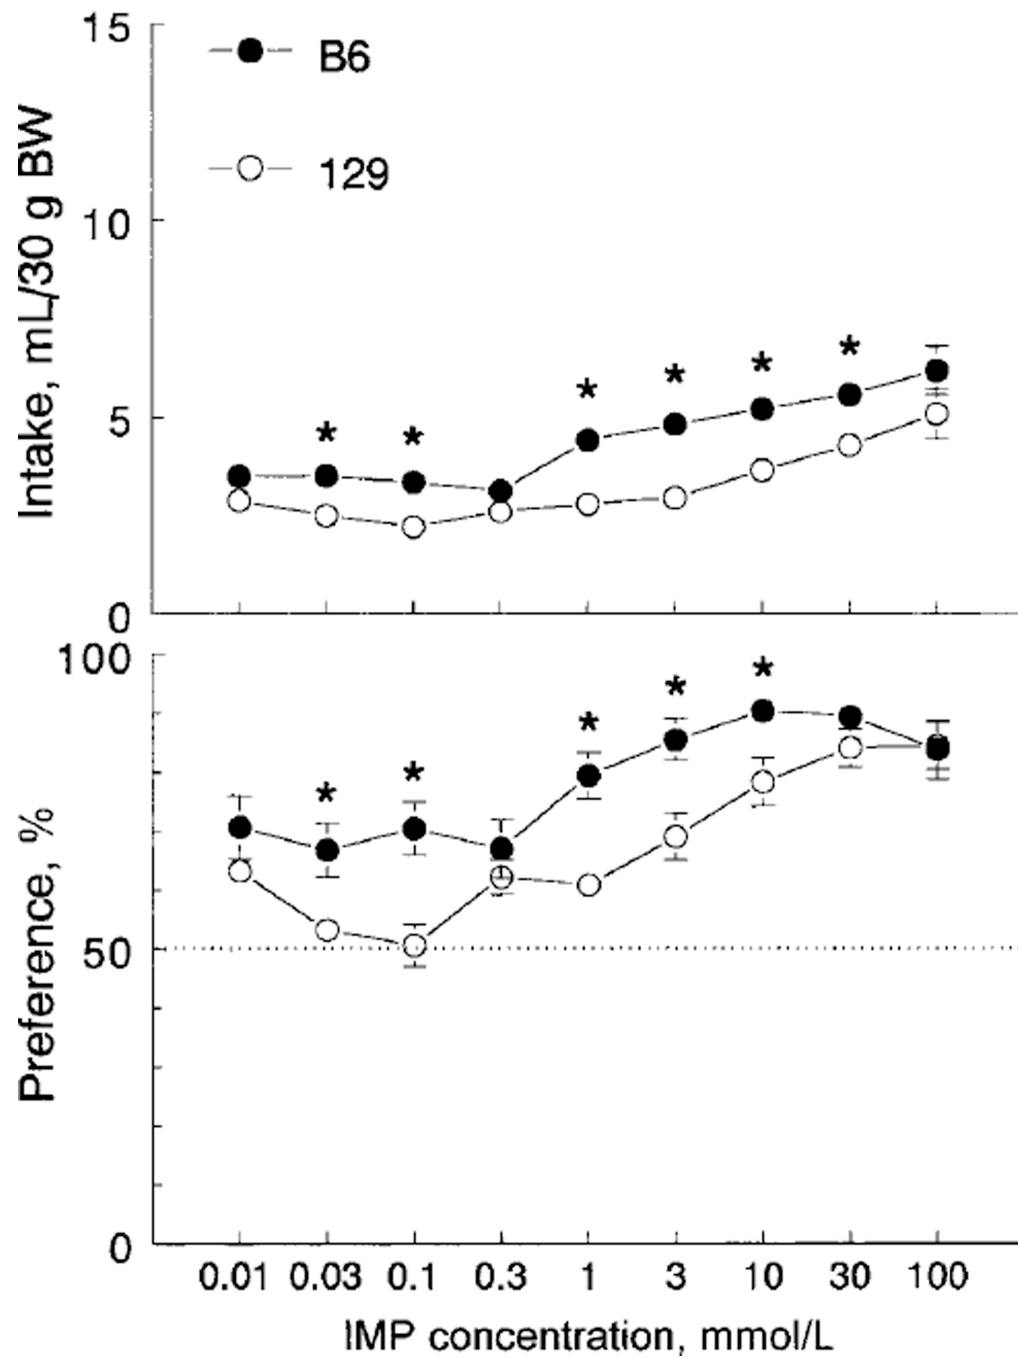 15
B6
129
10
5
0
Intake, mL/30 g BW
* * * * * *
100
50
0
Preference, %
* * * * *
0.01 0.03 0.1 0.3 1 3 10 30 100
IMP concentration, mmol/L